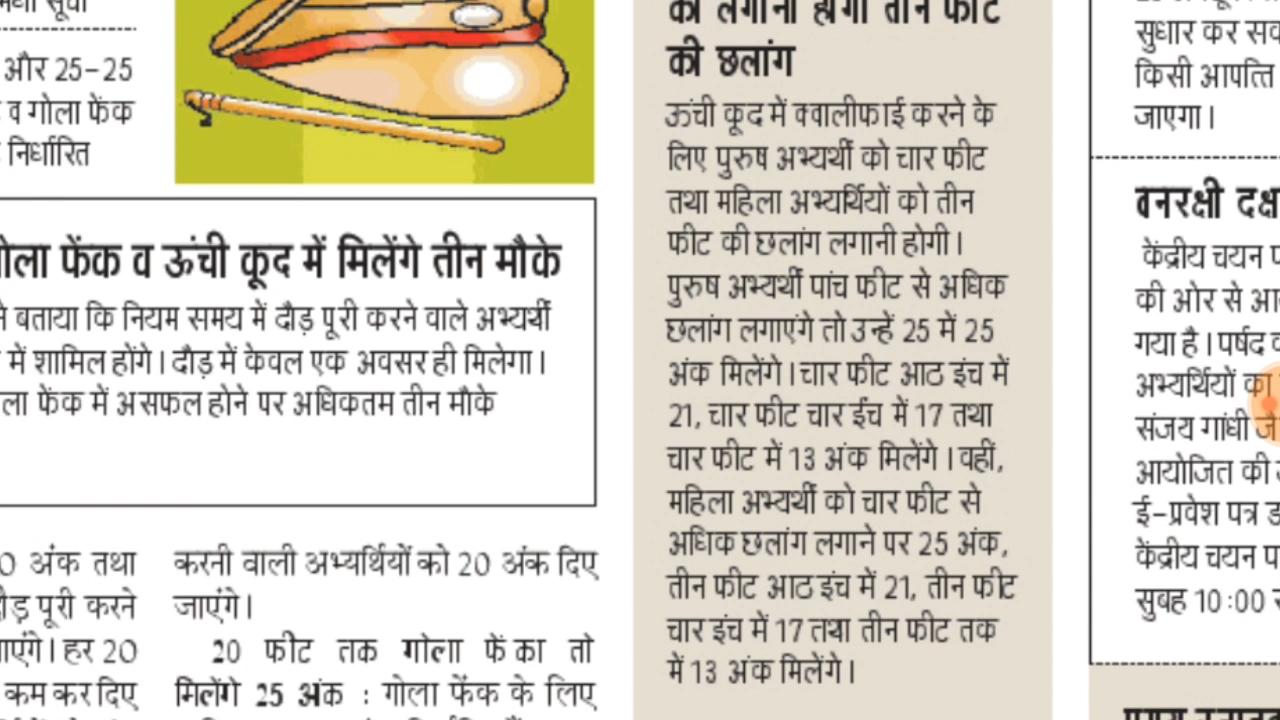 और 25-25
व गोला फेंक
निर्धारित
गोला फेंक व ऊंची कूद में मिलेंगे तीन मौके
ने बताया कि नियम समय में दौड़ पूरी करने वाले अभ्यर्थी
में शामिल होंगे। दौड़ में केवल एक अवसर ही मिलेगा।
फेंक में असफल होने पर अधिकतम तीन मौके
अंक तथा
दौड़ पूरी करने
हर 20
कम कर दिए
करनी वाली अभ्यर्थियों को 20 अंक दिए
जाएंगे।
20 फीट तक गोला फेंका तो
मिलेंगे 25 अंक : गोला फेंक के लिए
को लगानी होगी तीन फीट
की छलांग
ऊंची कूद में क्वालीफाई करने के
लिए पुरुष अभ्यर्थी को चार फीट
तथा महिला अभ्यर्थियों को तीन
फीट की छलांग लगानी होगी।
पुरुष अभ्यर्थी पांच फीट से अधिक
छलांग लगाएंगे तो उन्हें 25 में 25
अंक मिलेंगे। चार फीट आठ इंच में
21, चार फीट चार ईंच में 17 तथा
चार फीट में 13 अंक मिलेंगे। वहीं,
महिला अभ्यर्थी को चार फीट से
अधिक छलांग लगाने पर 25 अंक,
तीन फीट आठ इंच में 21, तीन फीट
चार इंच में 17 तथा तीन फीट तक
में 13 अंक मिलेंगे।
सुधार कर
किसी आपत्ति
जाएगा।
वनरक्षी
केंद्रीय चयन
की ओर से
गया है। पर्षद
अभ्यर्थियों का
संजय गांधी
आयोजित की
ई-प्रवेश पत्र
केंद्रीय चयन
सुबह 10:00